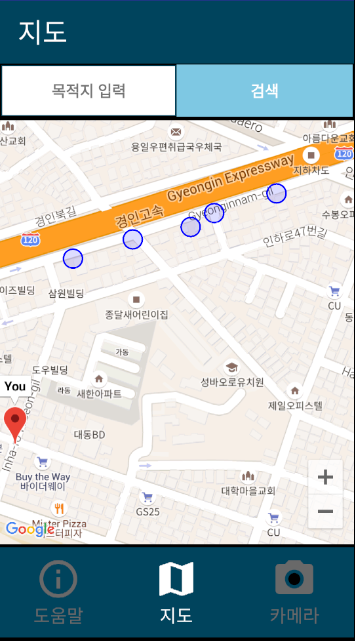 지도
목적지 입력
검색
산교회
aero
아름다운교회
용일우편취급국우체국
Gyeongin Expressway
지하차도
120
경인북길
경인고속
Gyeonginnam-gil
수봉오피
120
인하로47번길
이즈빌딩
삼원빌딩
CU
종달새어린이집
가동
스텔
도우빌딩
라동
새한아파트
성바오로유치원
You
제일오피스텔
대동BD
Buy the Way
바이더웨이
대학마을교회
GS25
Mister Pizza
스터피자
CU
Google
+
−
도움말
지도
카메라